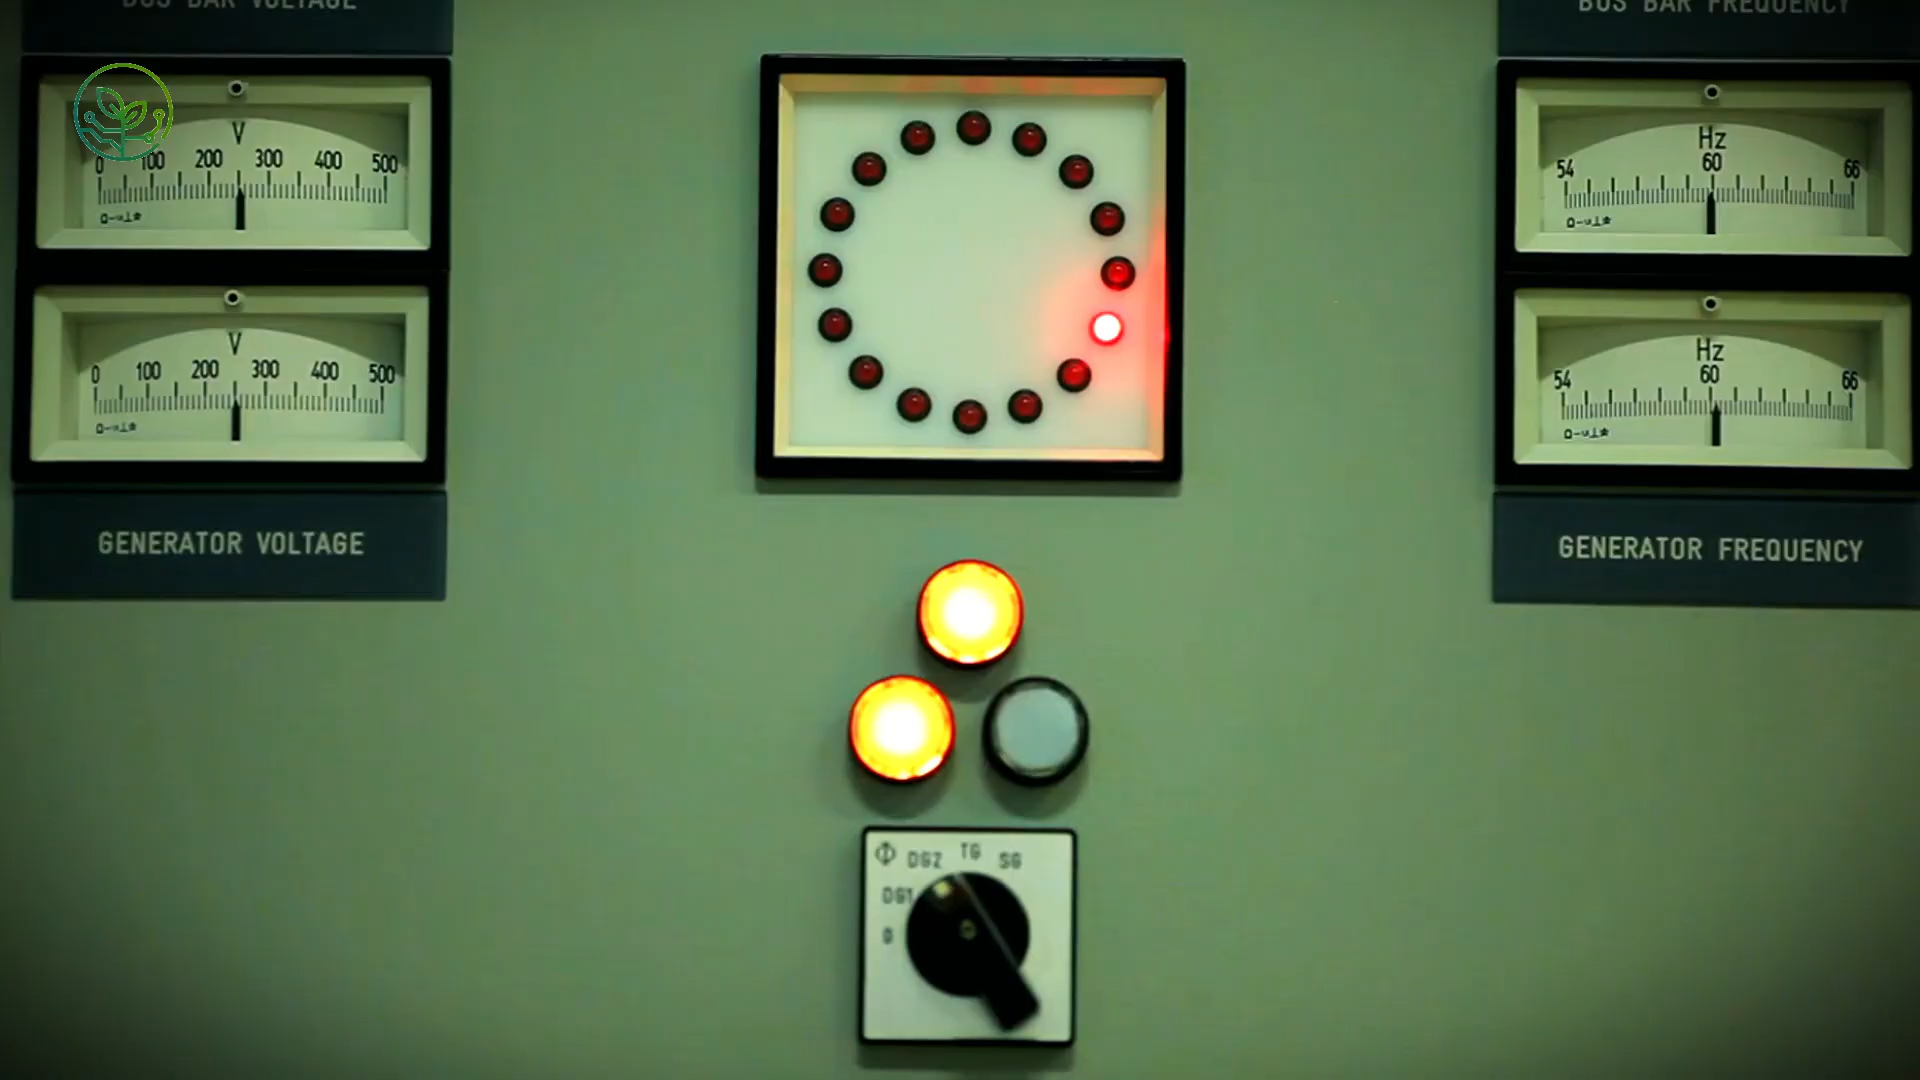 BUS BAR VOLTAGE
BUS BAR FREQUENCY
V
0 100 200 300 400 500
Hz
54 60 66
V
0 100 200 300 400 500
Hz
54 60 66
GENERATOR VOLTAGE
GENERATOR FREQUENCY
DG2 TG SG
DG1
0